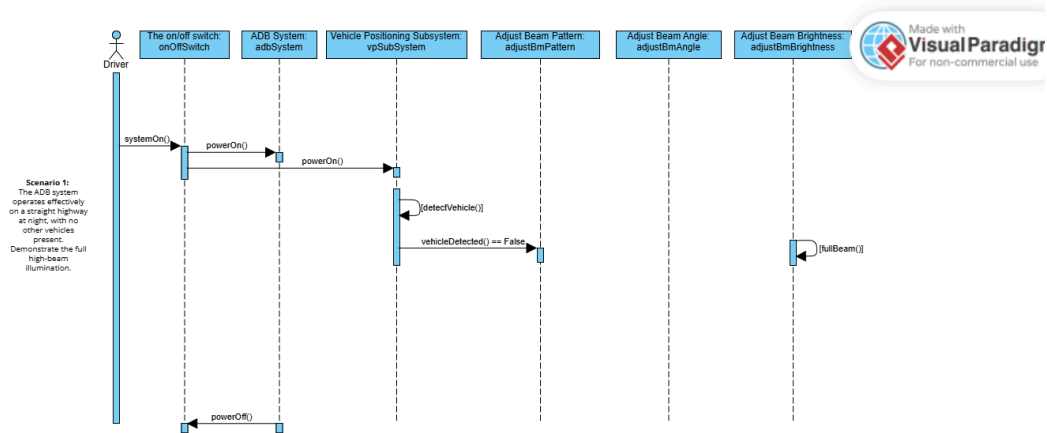 The on/off switch:
onOffSwitch
ADB System:
adbSystem
Vehicle Positioning Subsystem:
vpSubSystem
Adjust Beam Pattern:
adjustBmPattern
Adjust Beam Angle:
adjustBmAngle
Adjust Beam Brightness:
adjustBmBrightness
Made with
Visual Paradigr
For non-commercial use
Driver
systemOn()
powerOn()
powerOn()
Scenario 1:
The ADB system
operates effectively
on a straight highway
at night, with no
other vehicles
present.
Demonstrate the full
high-beam
illumination.
[detectVehicle()]
vehicleDetected() == False
[fullBeam()]
powerOff()